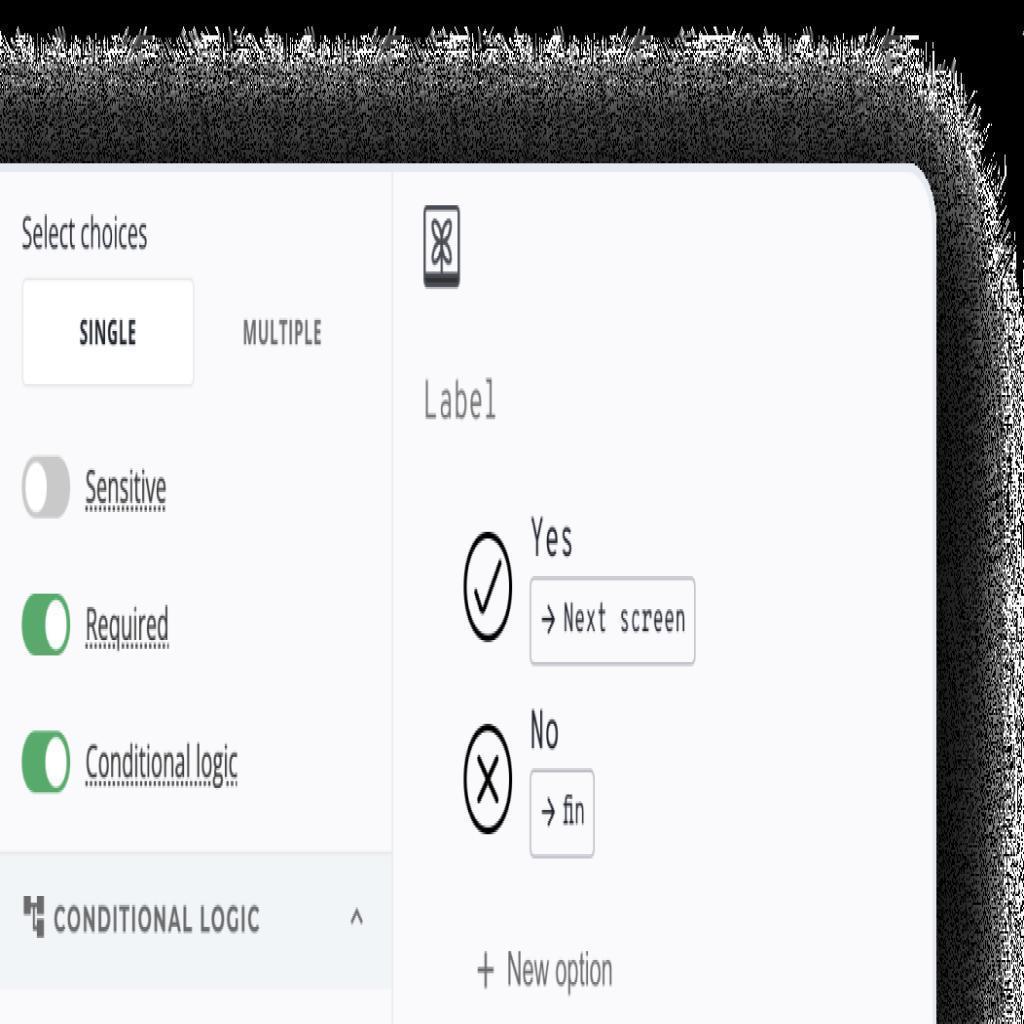 Select choices
SINGLE
MULTIPLE
Sensitive
Required
Conditional logic
CONDITIONAL LOGIC
Label
Yes
→ Next screen
No
→ fin
+ New option